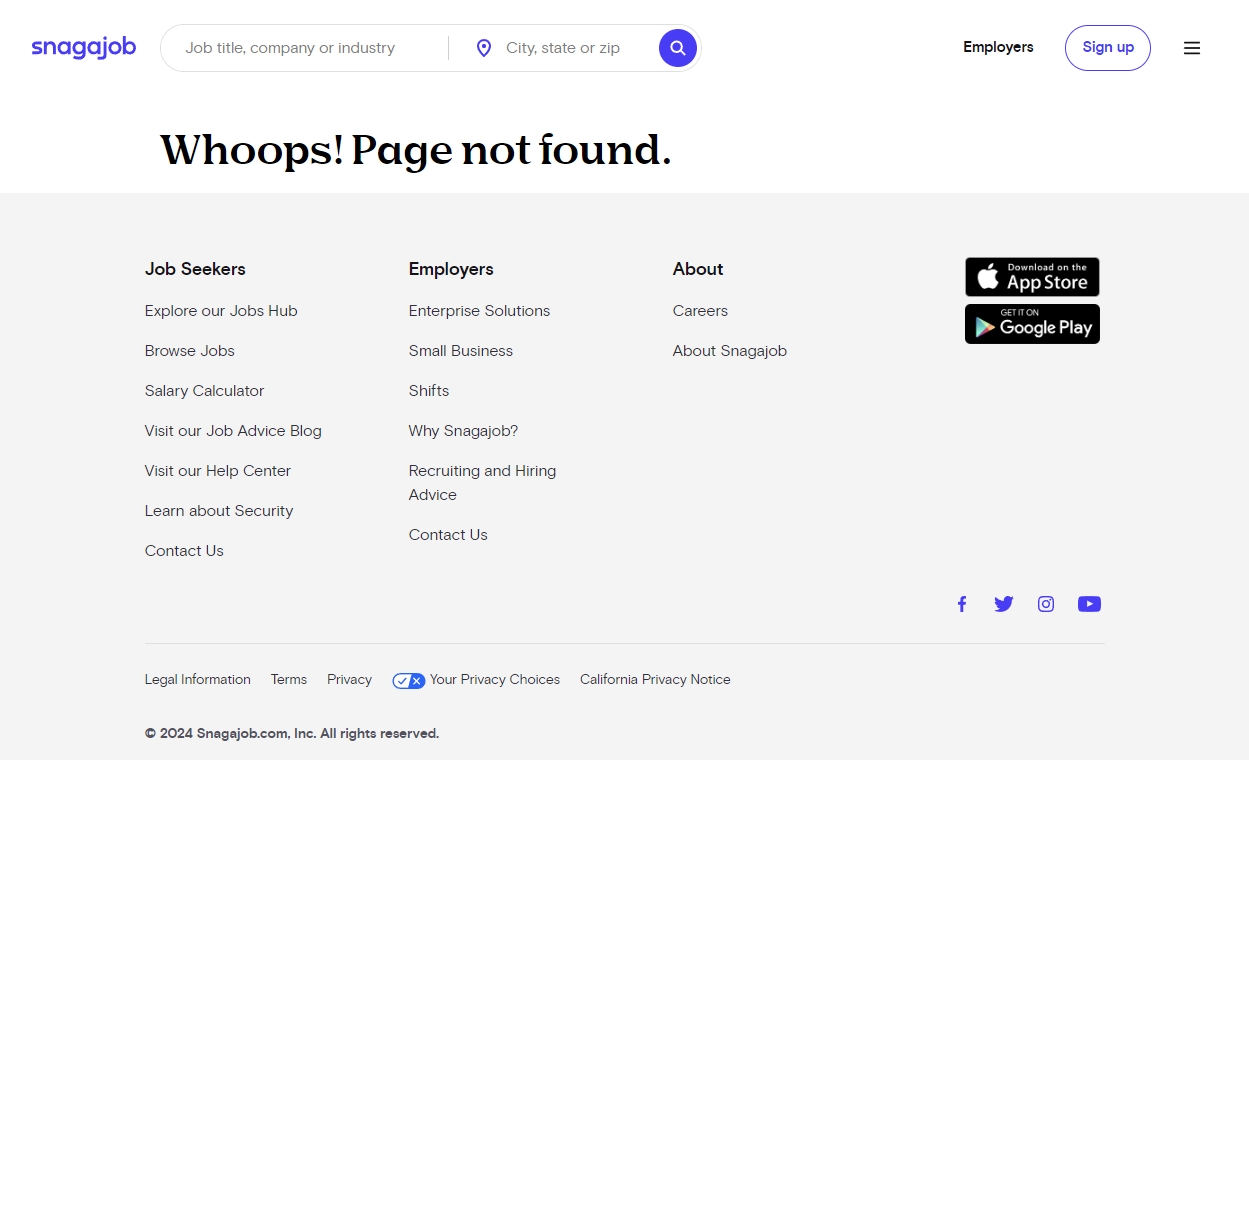 snagajob
Job title, company or industry
City, state or zip
Employers
Sign up
Whoops! Page not found.
Job Seekers
Explore our Jobs Hub
Browse Jobs
Salary Calculator
Visit our Job Advice Blog
Visit our Help Center
Learn about Security
Contact Us
Employers
Enterprise Solutions
Small Business
Shifts
Why Snagajob?
Recruiting and Hiring
Advice
Contact Us
About
Careers
About Snagajob
Download on the
App Store
GET IT ON
Google Play
Legal Information
Terms
Privacy
Your Privacy Choices
California Privacy Notice
© 2024 Snagajob.com, Inc. All rights reserved.